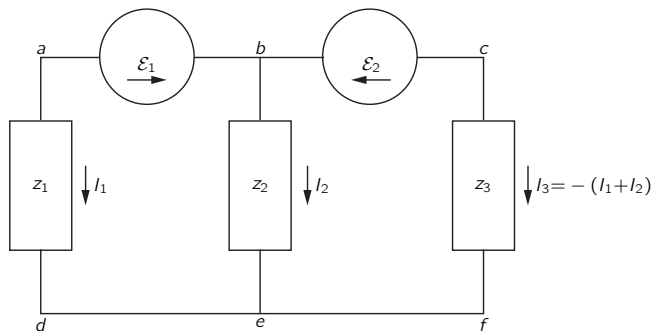 a b c
ℰ₁ ℰ₂
z₁ I₁ z₂ I₂ z₃ I₃= − (I₁+I₂)
d e f